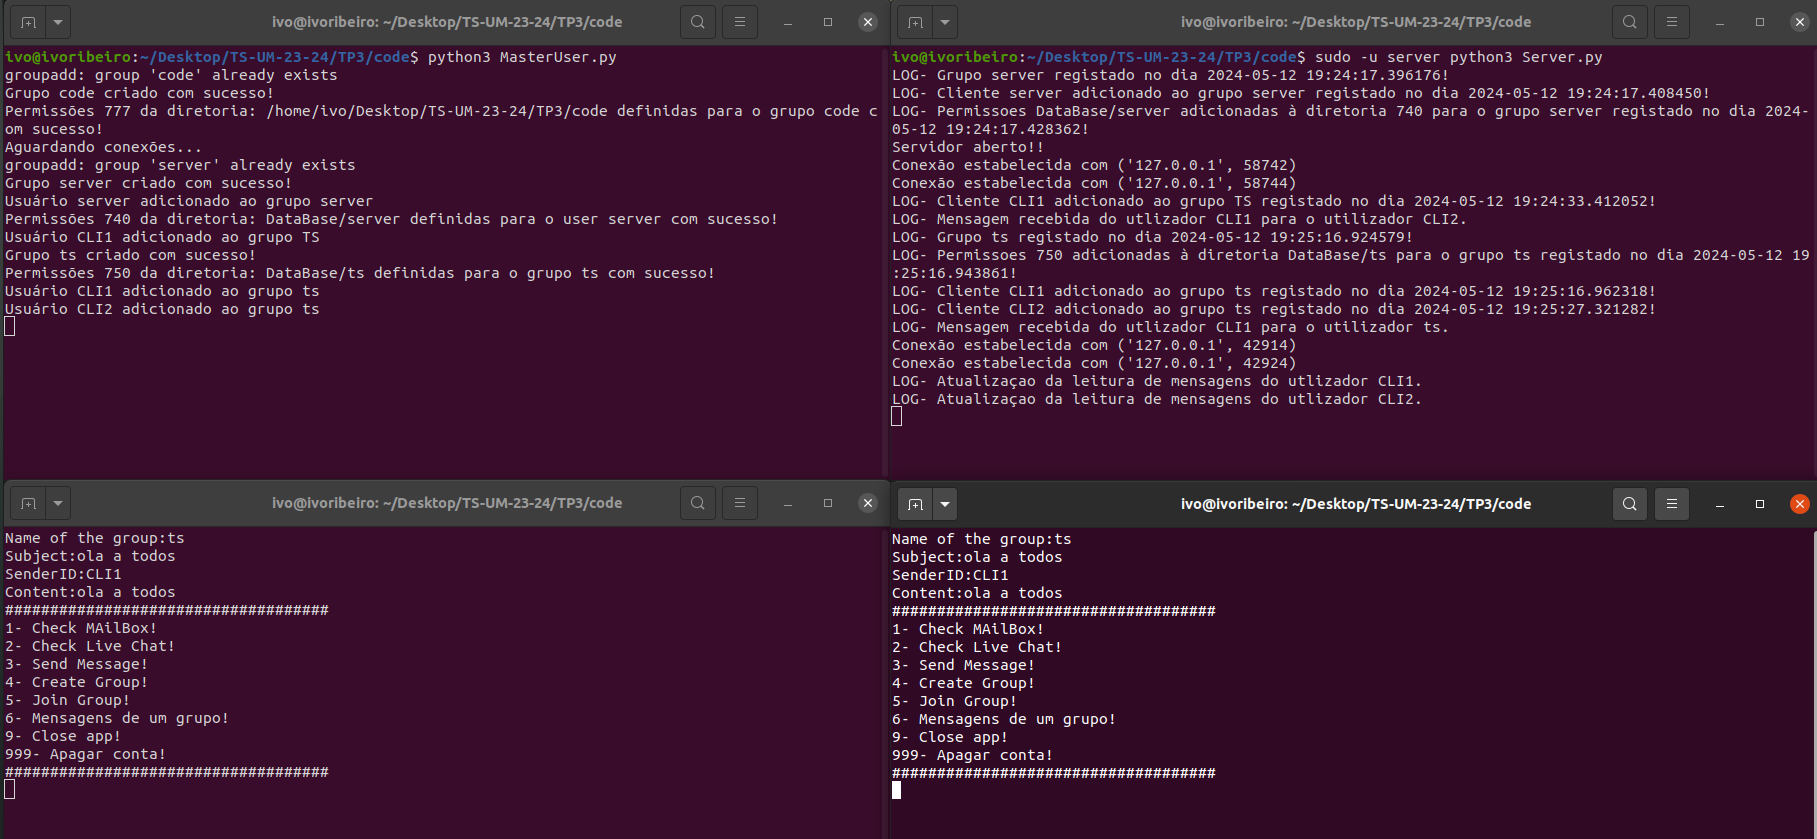 ivo@ivoribeiro: ~/Desktop/TS-UM-23-24/TP3/code
ivo@ivoribeiro:~/Desktop/TS-UM-23-24/TP3/code$ python3 MasterUser.py
groupadd: group 'code' already exists
Grupo code criado com sucesso!
Permissões 777 da diretoria: /home/ivo/Desktop/TS-UM-23-24/TP3/code definidas para o grupo code c
om sucesso!
Aguardando conexões...
groupadd: group 'server' already exists
Grupo server criado com sucesso!
Usuário server adicionado ao grupo server
Permissões 740 da diretoria: DataBase/server definidas para o user server com sucesso!
Usuário CLI1 adicionado ao grupo TS
Grupo ts criado com sucesso!
Permissões 750 da diretoria: DataBase/ts definidas para o grupo ts com sucesso!
Usuário CLI1 adicionado ao grupo ts
Usuário CLI2 adicionado ao grupo ts
ivo@ivoribeiro: ~/Desktop/TS-UM-23-24/TP3/code
ivo@ivoribeiro:~/Desktop/TS-UM-23-24/TP3/code$ sudo -u server python3 Server.py
LOG- Grupo server registado no dia 2024-05-12 19:24:17.396176!
LOG- Cliente server adicionado ao grupo server registado no dia 2024-05-12 19:24:17.408450!
LOG- Permissoes DataBase/server adicionadas à diretoria 740 para o grupo server registado no dia 2024-
05-12 19:24:17.428362!
Servidor aberto!!
Conexão estabelecida com ('127.0.0.1', 58742)
Conexão estabelecida com ('127.0.0.1', 58744)
LOG- Cliente CLI1 adicionado ao grupo TS registado no dia 2024-05-12 19:24:33.412052!
LOG- Mensagem recebida do utlizador CLI1 para o utilizador CLI2.
LOG- Grupo ts registado no dia 2024-05-12 19:25:16.924579!
LOG- Permissoes 750 adicionadas à diretoria DataBase/ts para o grupo ts registado no dia 2024-05-12 19
:25:16.943861!
LOG- Cliente CLI1 adicionado ao grupo ts registado no dia 2024-05-12 19:25:16.962318!
LOG- Cliente CLI2 adicionado ao grupo ts registado no dia 2024-05-12 19:25:27.321282!
LOG- Mensagem recebida do utlizador CLI1 para o utilizador ts.
Conexão estabelecida com ('127.0.0.1', 42914)
Conexão estabelecida com ('127.0.0.1', 42924)
LOG- Atualizaçao da leitura de mensagens do utlizador CLI1.
LOG- Atualizaçao da leitura de mensagens do utlizador CLI2.
ivo@ivoribeiro: ~/Desktop/TS-UM-23-24/TP3/code
Name of the group:ts
Subject:ola a todos
SenderID:CLI1
Content:ola a todos
####################################
1- Check MAilBox!
2- Check Live Chat!
3- Send Message!
4- Create Group!
5- Join Group!
6- Mensagens de um grupo!
9- Close app!
999- Apagar conta!
####################################
ivo@ivoribeiro: ~/Desktop/TS-UM-23-24/TP3/code
Name of the group:ts
Subject:ola a todos
SenderID:CLI1
Content:ola a todos
####################################
1- Check MAilBox!
2- Check Live Chat!
3- Send Message!
4- Create Group!
5- Join Group!
6- Mensagens de um grupo!
9- Close app!
999- Apagar conta!
####################################